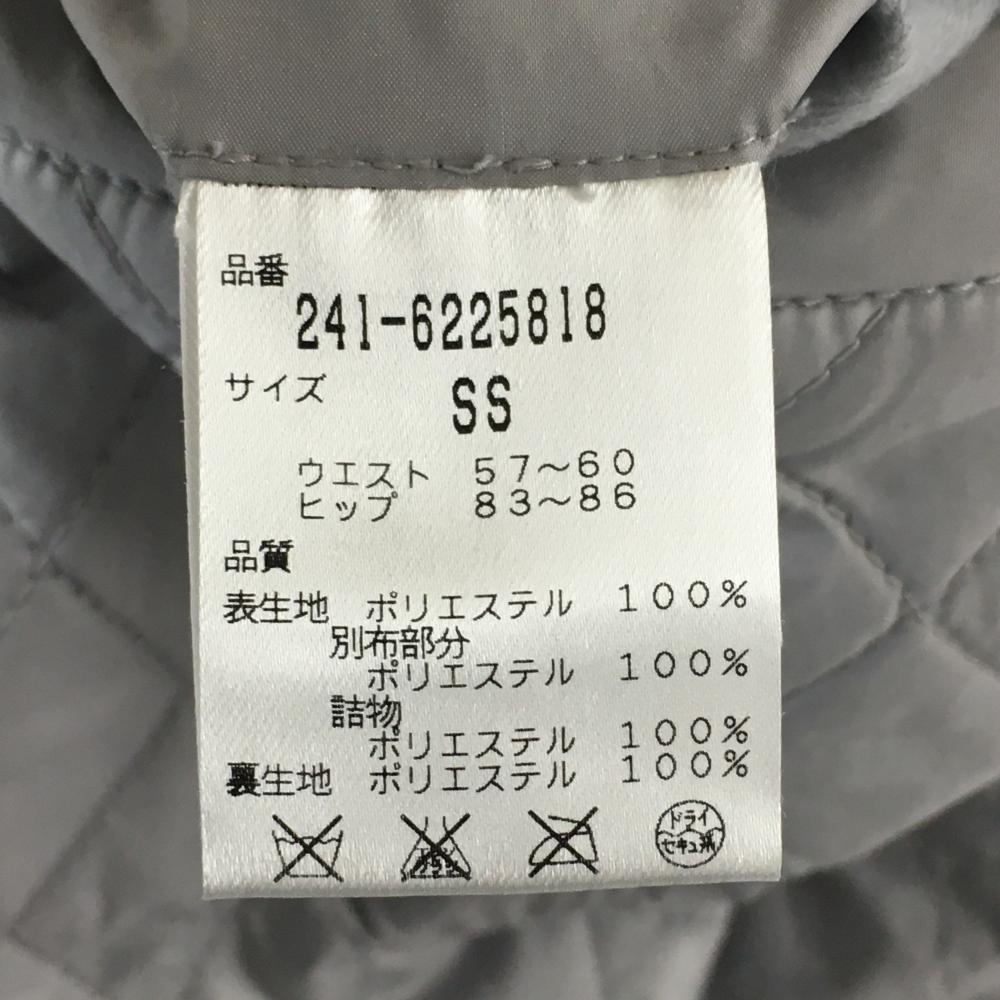 品番
241-6225818
サイズ
SS
ウエスト 57～60
ヒップ 83～86
品質
表生地 ポリエステル 100%
別布部分
ポリエステル 100%
詰物
ポリエステル 100%
裏生地 ポリエステル 100%
ドライ
セキユ系